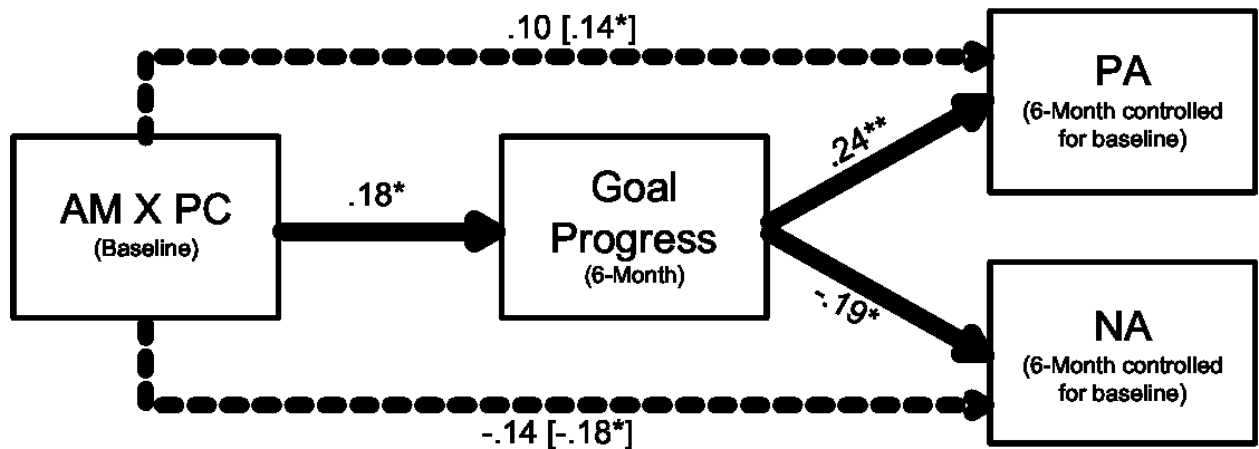 .10 [.14*]
PA
(6-Month controlled
for baseline)
AM X PC
(Baseline)
.18*
Goal
Progress
(6-Month)
.24**
-.19*
NA
(6-Month controlled
for baseline)
-.14 [-.18*]